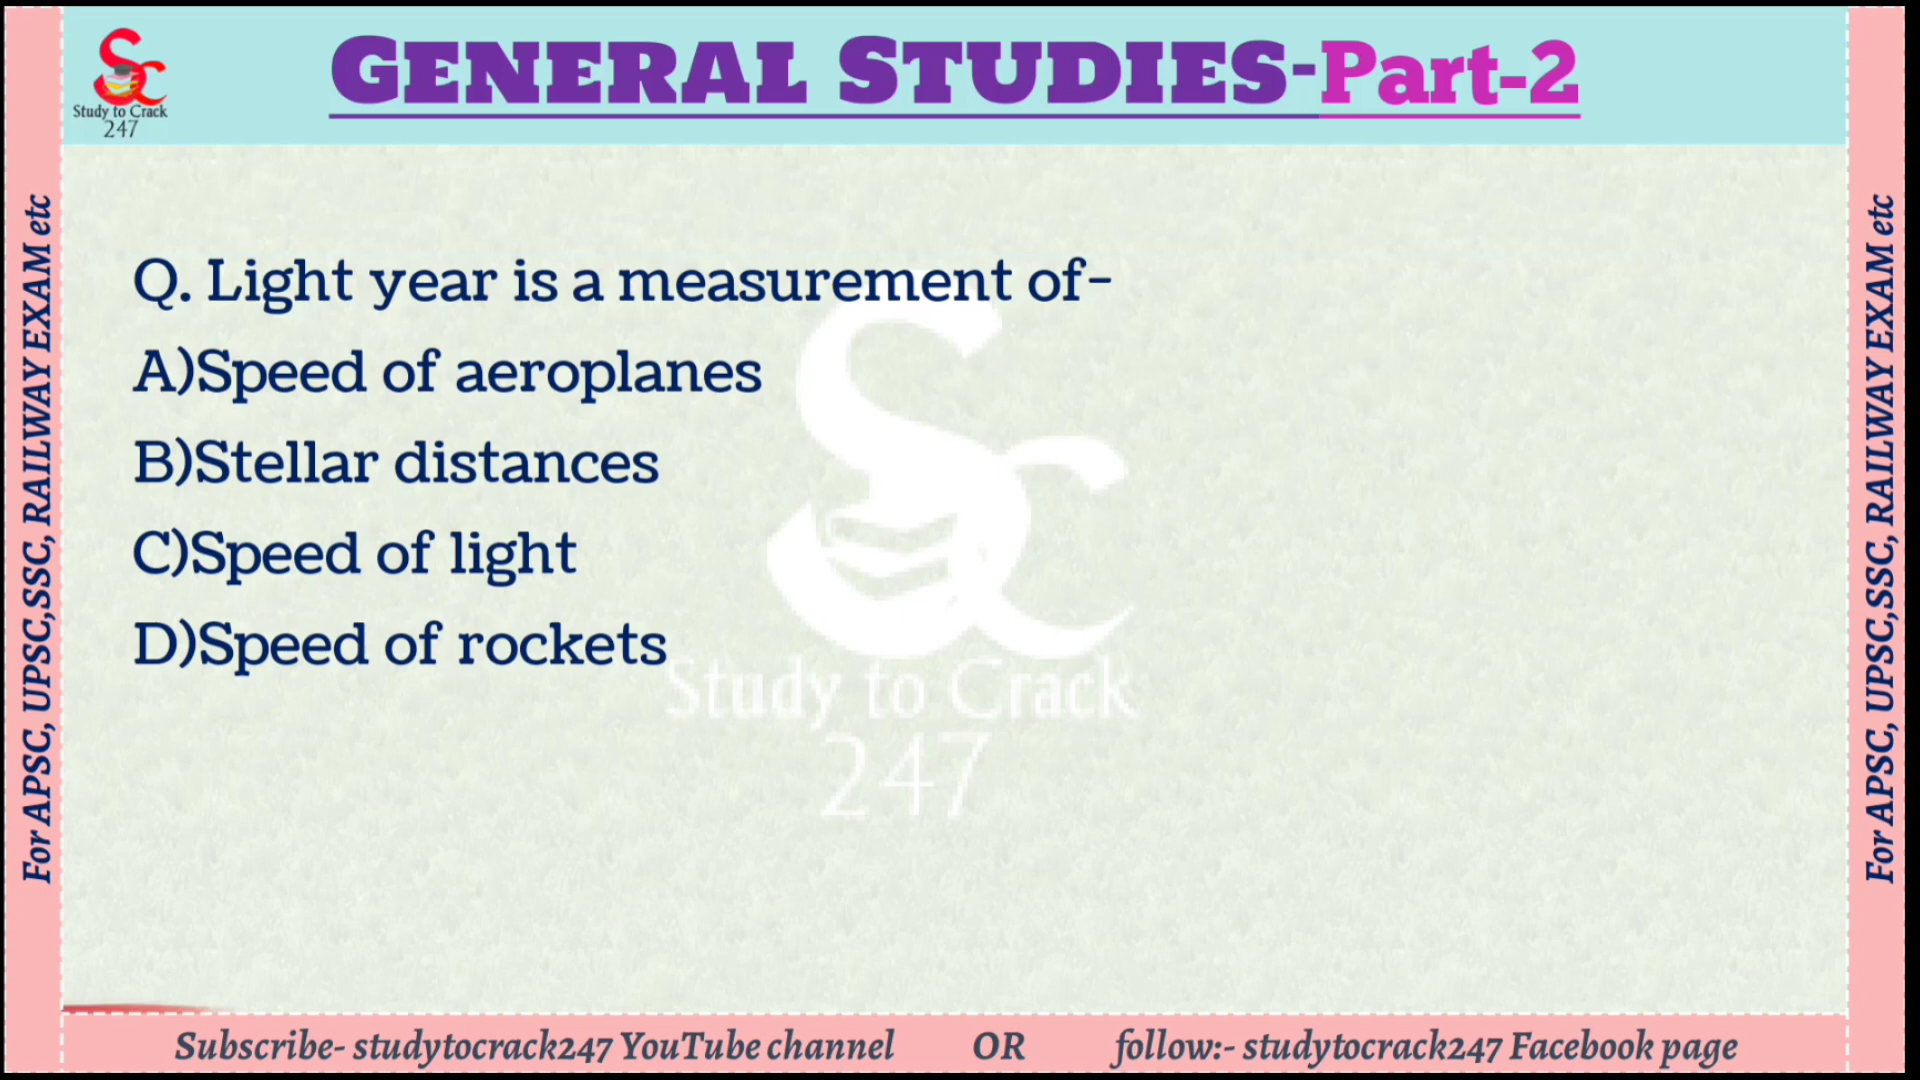 Study to Crack
247
GENERAL STUDIES-Part-2
For APSC, UPSC,SSC, RAILWAY EXAM etc
Q. Light year is a measurement of-
A)Speed of aeroplanes
B)Stellar distances
C)Speed of light
D)Speed of rockets
Study to Crack
247
For APSC, UPSC,SSC, RAILWAY EXAM etc
Subscribe- studytocrack247 YouTube channel OR follow:- studytocrack247 Facebook page